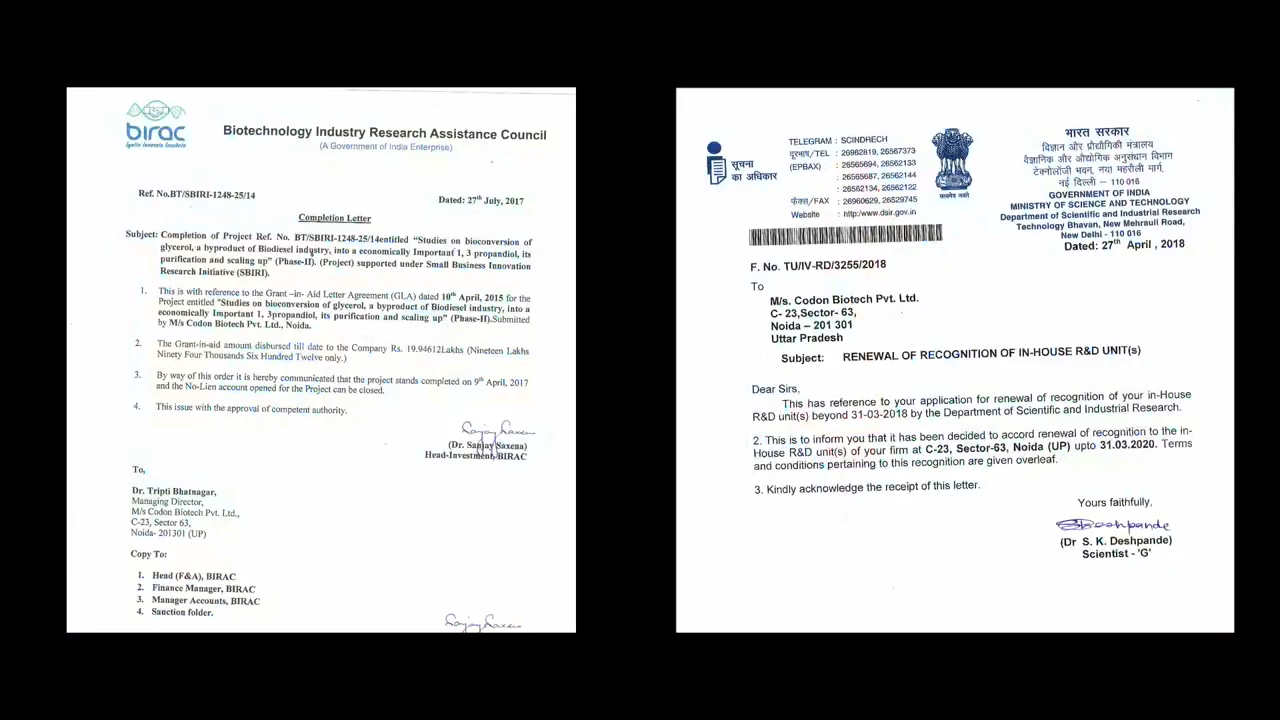 birac
Ignite Innovate Incubate
Biotechnology Industry Research Assistance Council
(A Government of India Enterprise)
Ref. No.BT/SBIRI-1248-25/14
Dated: 27th July, 2017
Completion Letter
Subject: Completion of Project Ref. No. BT/SBIRI-1248-25/14entitled "Studies on bioconversion of
glycerol, a byproduct of Biodiesel industry, into a economically Important 1, 3 propandiol, its
purification and scaling up" (Phase-II). (Project) supported under Small Business Innovation
Research Initiative (SBIRI).
1. This is with reference to the Grant –in- Aid Letter Agreement (GLA) dated 10th April, 2015 for the
Project entitled "Studies on bioconversion of glycerol, a byproduct of Biodiesel industry, into a
economically Important 1, 3propandiol, its purification and scaling up" (Phase-II).Submitted
by M/s Codon Biotech Pvt. Ltd., Noida.
2. The Grant-in-aid amount disbursed till date to the Company Rs. 19.94612Lakhs (Nineteen Lakhs
Ninety Four Thousands Six Hundred Twelve only.)
3. By way of this order it is hereby communicated that the project stands completed on 9th April, 2017
and the No-Lien account opened for the Project can be closed.
4. This issue with the approval of competent authority.
Sanjay Saxena
(Dr. Sanjay Saxena)
Head-Investment, BIRAC
To,
Dr. Tripti Bhatnagar,
Managing Director,
M/s Codon Biotech Pvt. Ltd.,
C-23, Sector 63,
Noida- 201301 (UP)
Copy To:
1. Head (F&A), BIRAC
2. Finance Manager, BIRAC
3. Manager Accounts, BIRAC
4. Sanction folder.
Sanjay Saxena
सूचना
का अधिकार
TELEGRAM : SCINDRECH
दूरभाष/TEL : 26962819, 26567373
(EPBAX) : 26565694, 26562133
: 26565687, 26562144
: 26562134, 26562122
फेक्स/FAX : 26960629, 26529745
Website : http:/www.dsir.gov.in
सत्यमेव जयते
भारत सरकार
विज्ञान और प्रौद्योगिकी मंत्रालय
वैज्ञानिक और औद्योगिक अनुसंधान विभाग
टेक्नोलॉजी भवन, नया महरौली मार्ग,
नई दिल्ली – 110 016
GOVERNMENT OF INDIA
MINISTRY OF SCIENCE AND TECHNOLOGY
Department of Scientific and Industrial Research
Technology Bhavan, New Mehrauli Road,
New Delhi - 110 016
Dated: 27th April , 2018
F. No. TU/IV-RD/3255/2018
To
M/s. Codon Biotech Pvt. Ltd.
C- 23,Sector- 63,
Noida – 201 301
Uttar Pradesh
Subject: RENEWAL OF RECOGNITION OF IN-HOUSE R&D UNIT(s)
Dear Sirs,
This has reference to your application for renewal of recognition of your in-House
R&D unit(s) beyond 31-03-2018 by the Department of Scientific and Industrial Research.
2. This is to inform you that it has been decided to accord renewal of recognition to the in-
House R&D unit(s) of your firm at C-23, Sector-63, Noida (UP) upto 31.03.2020. Terms
and conditions pertaining to this recognition are given overleaf.
3. Kindly acknowledge the receipt of this letter.
Yours faithfully,
Deshpande
(Dr S. K. Deshpande)
Scientist - 'G'